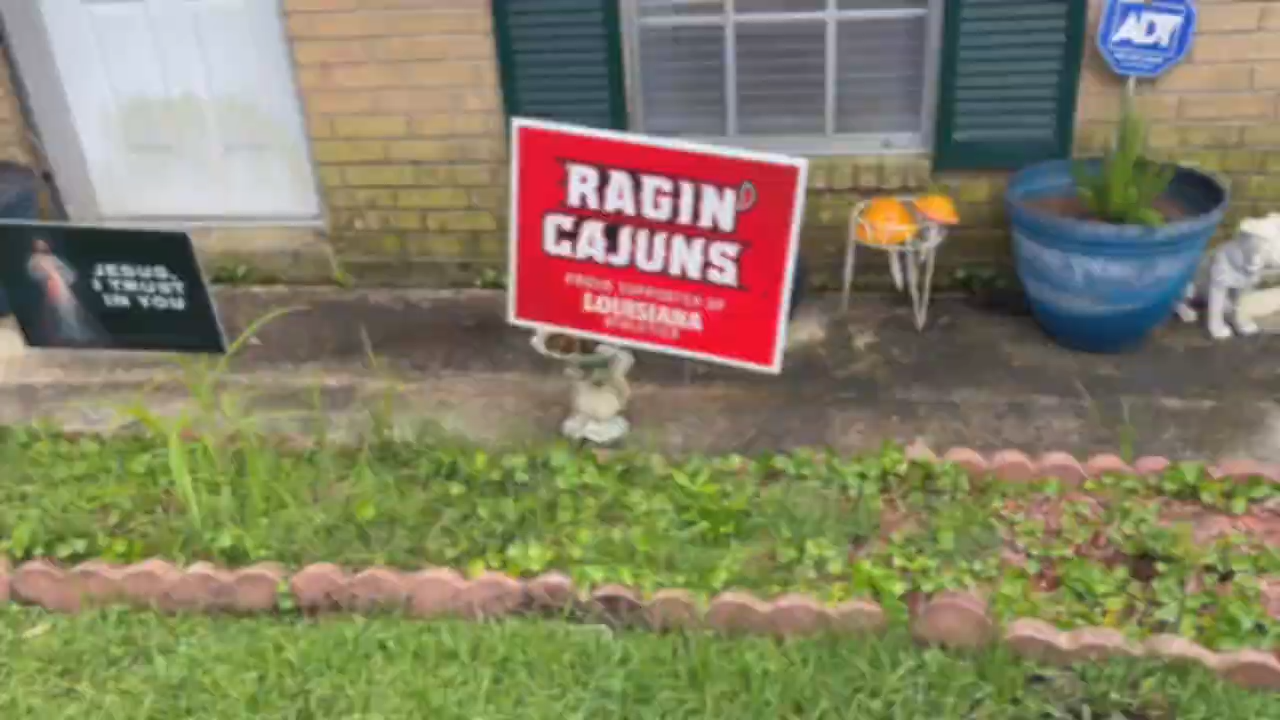 JESUS,
I TRUST
IN YOU
RAGIN'
CAJUNS
PROUD SUPPORTER OF
LOUISIANA
ATHLETICS
ADT